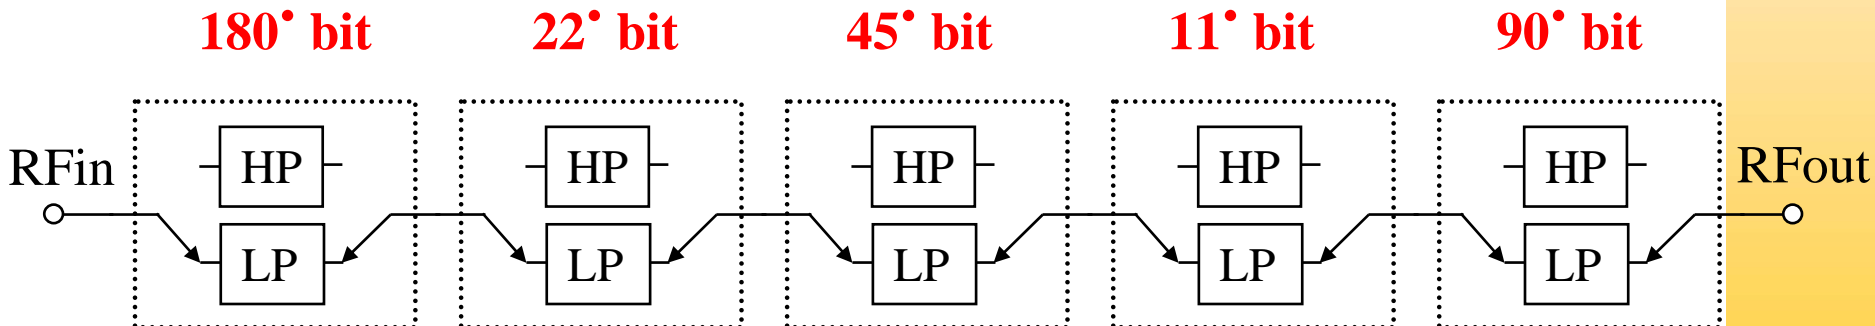 180° bit 22° bit 45° bit 11° bit 90° bit
HP HP HP HP HP
RFin RFout
LP LP LP LP LP